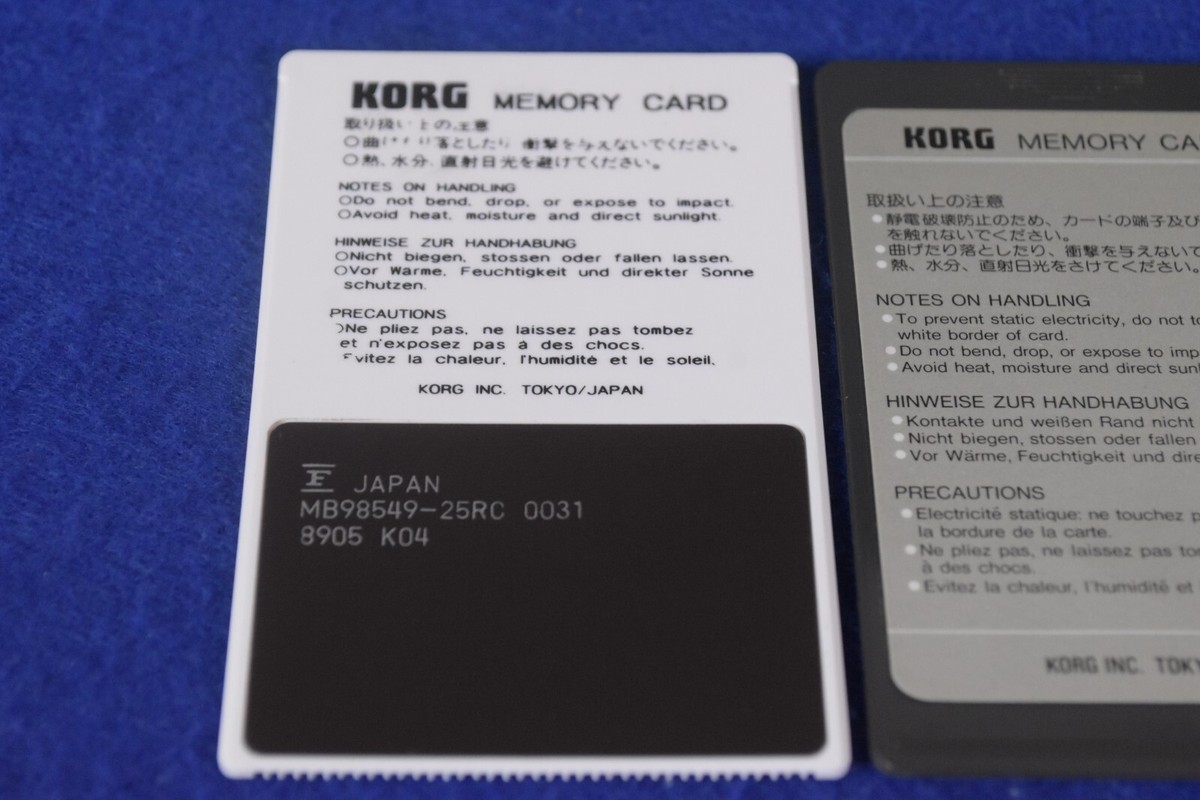 KORG MEMORY CARD
取り扱い上の注意
○曲げたり落としたり 衝撃を与えないでください。
○熱、水分、直射日光を避けてください。
NOTES ON HANDLING
○Do not bend, drop, or expose to impact.
○Avoid heat, moisture and direct sunlight.
HINWEISE ZUR HANDHABUNG
○Nicht biegen, stossen oder fallen lassen.
○Vor Wärme, Feuchtigkeit und direkter Sonne
schutzen.
PRECAUTIONS
○Ne pliez pas, ne laissez pas tombez
et n'exposez pas à des chocs.
Evitez la chaleur, l'humidité et le soleil.
KORG INC. TOKYO/JAPAN
F JAPAN
MB98549-25RC 0031
8905 K04
KORG MEMORY CA
取扱い上の注意
●静電破壊防止のため、カードの端子及び
を触れないでください。
●曲げたり落としたり、衝撃を与えないで
●熱、水分、直射日光をさけてください。
NOTES ON HANDLING
●To prevent static electricity, do not to
white border of card.
●Do not bend, drop, or expose to imp
●Avoid heat, moisture and direct sunl
HINWEISE ZUR HANDHABUNG
●Kontakte und weißen Rand nicht
●Nicht biegen, stossen oder fallen
●Vor Wärme, Feuchtigkeit und dire
PRECAUTIONS
●Electricité statique: ne touchez p
la bordure de la carte.
●Ne pliez pas, ne laissez pas tom
à des chocs.
●Evitez la chaleur, l'humidité et
KORG INC. TOKY